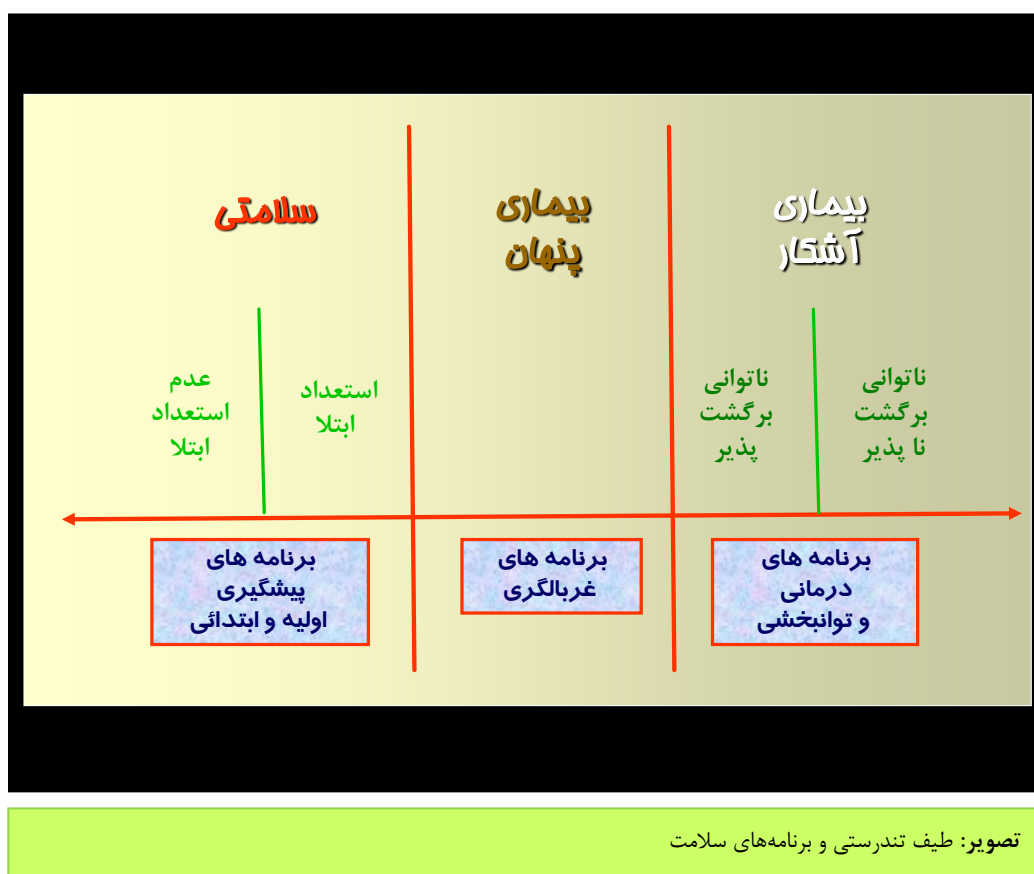 سلامتی
بیماری
پنهان
بیماری
آشکار
عدم
استعداد
ابتلا
استعداد
ابتلا
ناتوانی
برگشت
پذیر
ناتوانی
برگشت
نا پذیر
برنامه های
پیشگیری
اولیه و ابتدائی
برنامه های
غربالگری
برنامه های
درمانی
و توانبخشی
تصویر: طیف تندرستی و برنامه‌های سلامت